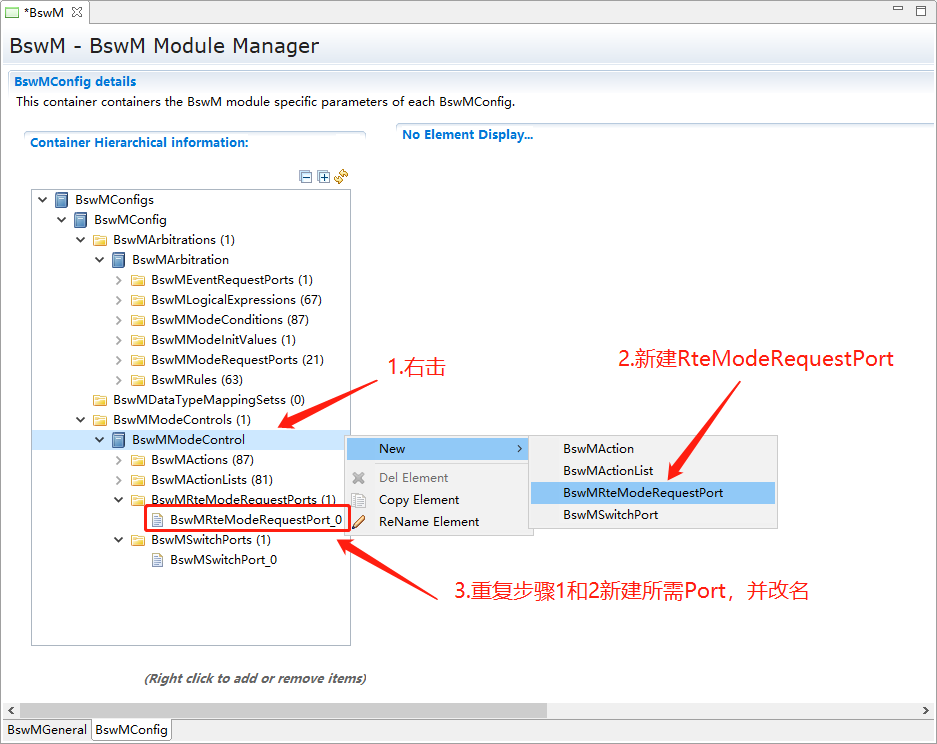 *BswM
BswM - BswM Module Manager
BswMConfig details
This container containers the BswM module specific parameters of each BswMConfig.
Container Hierarchical information:
No Element Display...
BswMConfigs
BswMConfig
BswMArbitrations (1)
BswMArbitration
BswMEventRequestPorts (1)
BswMLogicalExpressions (67)
BswMModeConditions (87)
BswMModeInitValues (1)
BswMModeRequestPorts (21)
BswMRules (63)
BswMDataTypeMappingSetss (0)
BswMModeControls (1)
BswMModeControl
BswMActions (87)
BswMActionLists (81)
BswMRteModeRequestPorts (1)
BswMRteModeRequestPort_0
BswMSwitchPorts (1)
BswMSwitchPort_0
1.右击
2.新建RteModeRequestPort
New
Del Element
Copy Element
ReName Element
BswMAction
BswMActionList
BswMRteModeRequestPort
BswMSwitchPort
3.重复步骤1和2新建所需Port，并改名
(Right click to add or remove items)
BswMGeneral
BswMConfig